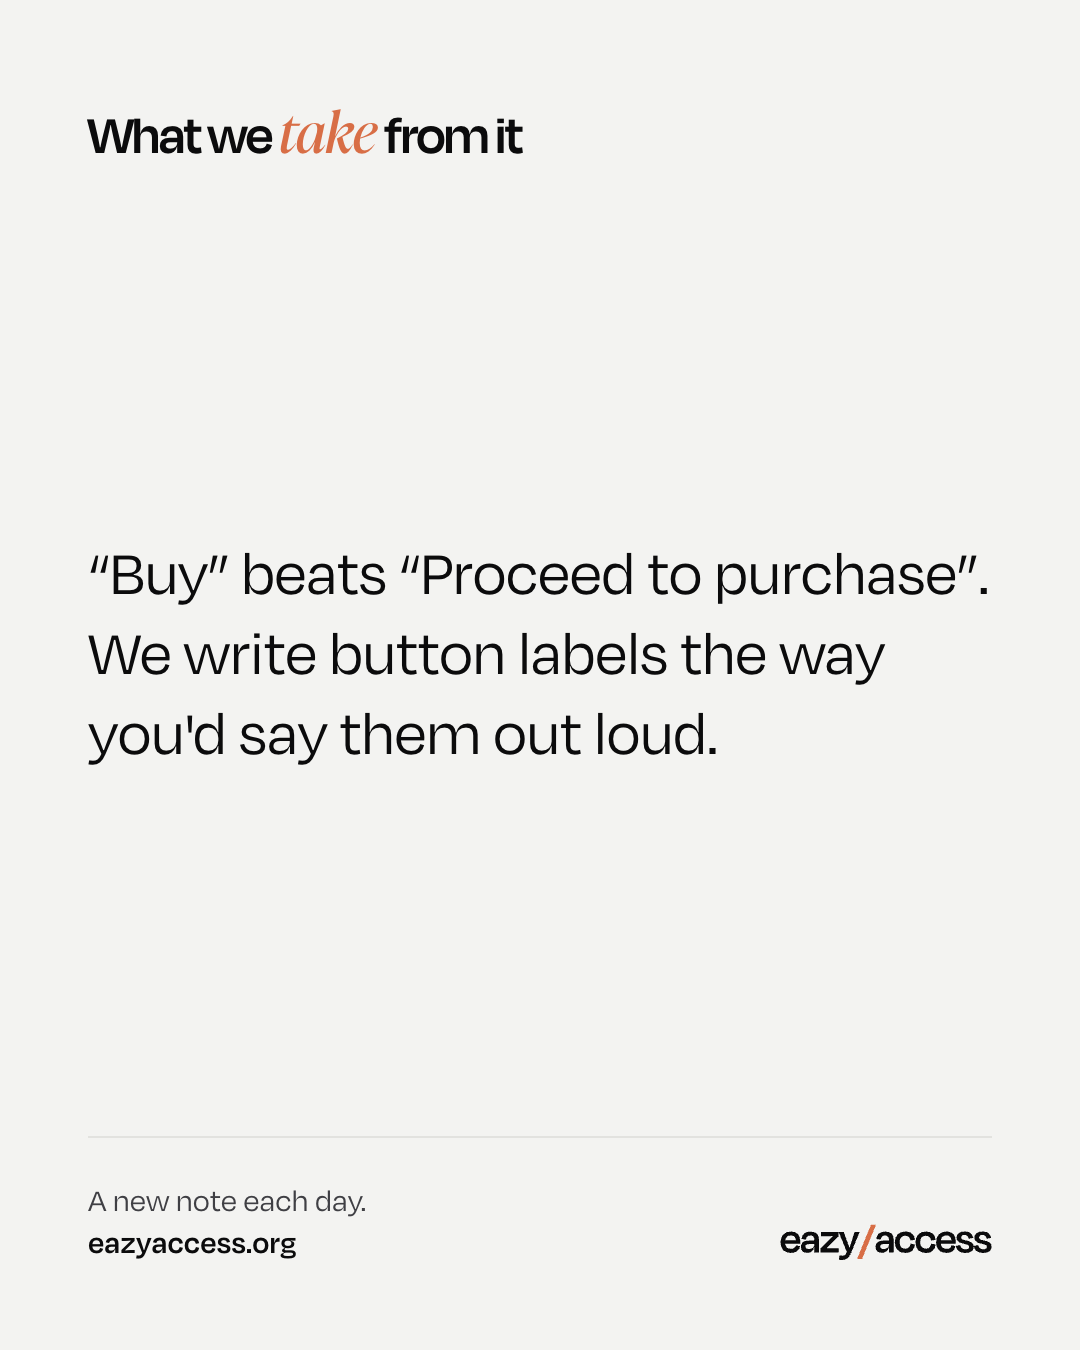 What we take from it
“Buy” beats “Proceed to purchase”.
We write button labels the way
you'd say them out loud.
A new note each day.
eazyaccess.org
eazy/access